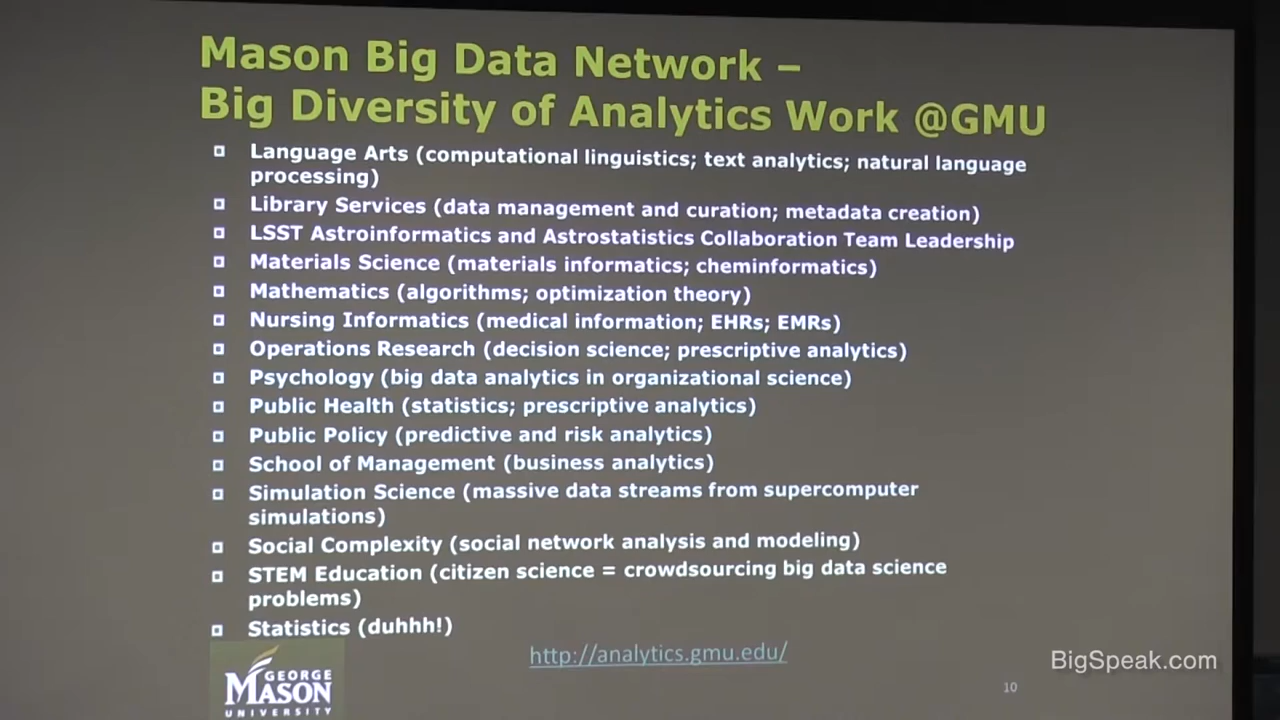 Mason Big Data Network –
Big Diversity of Analytics Work @GMU
Language Arts (computational linguistics; text analytics; natural language
processing)
Library Services (data management and curation; metadata creation)
LSST Astroinformatics and Astrostatistics Collaboration Team Leadership
Materials Science (materials informatics; cheminformatics)
Mathematics (algorithms; optimization theory)
Nursing Informatics (medical information; EHRs; EMRs)
Operations Research (decision science; prescriptive analytics)
Psychology (big data analytics in organizational science)
Public Health (statistics; prescriptive analytics)
Public Policy (predictive and risk analytics)
School of Management (business analytics)
Simulation Science (massive data streams from supercomputer
simulations)
Social Complexity (social network analysis and modeling)
STEM Education (citizen science = crowdsourcing big data science
problems)
Statistics (duhhh!)
http://analytics.gmu.edu/
GEORGE
MASON
UNIVERSITY
10
BigSpeak.com